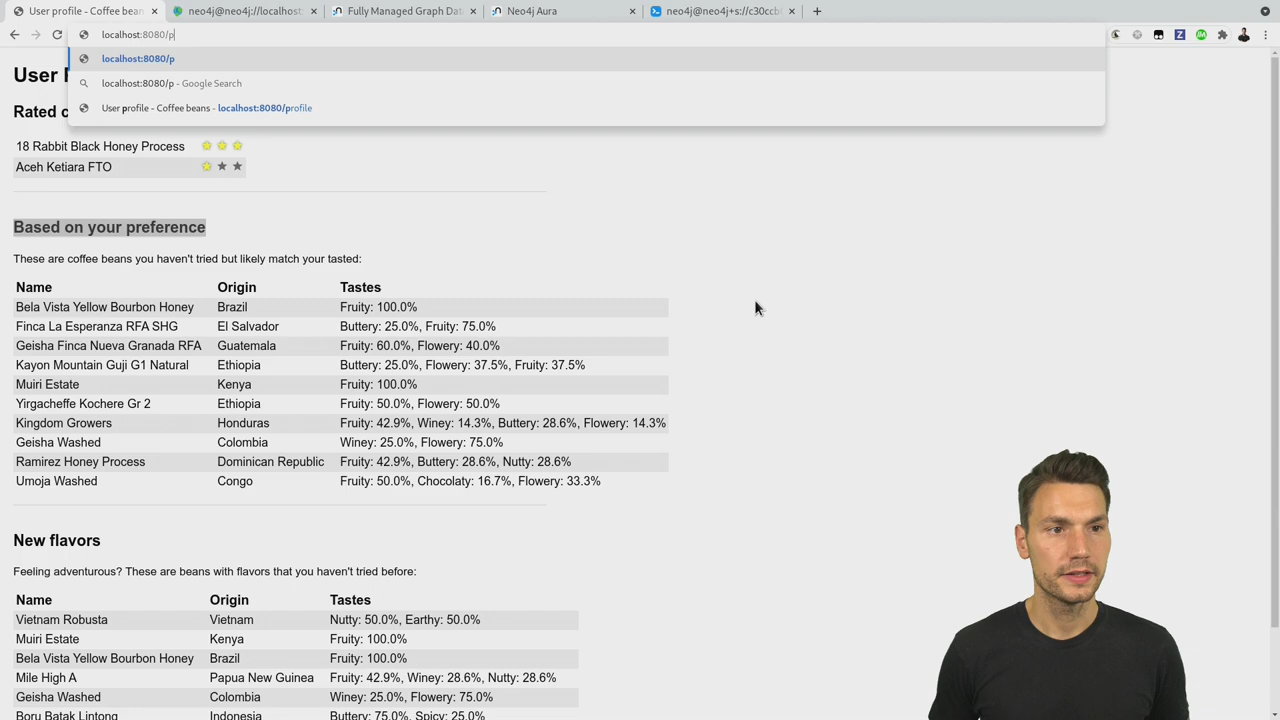 User profile - Coffee bean
neo4j@neo4j://localhost:
Fully Managed Graph Data
Neo4j Aura
neo4j@neo4j+s://c30ccb
localhost:8080/p
localhost:8080/p
localhost:8080/p - Google Search
User profile - Coffee beans - localhost:8080/profile
User
Rated c
18 Rabbit Black Honey Process
Aceh Ketiara FTO
Based on your preference
These are coffee beans you haven't tried but likely match your tasted:
Name Origin Tastes
Bela Vista Yellow Bourbon Honey Brazil Fruity: 100.0%
Finca La Esperanza RFA SHG El Salvador Buttery: 25.0%, Fruity: 75.0%
Geisha Finca Nueva Granada RFA Guatemala Fruity: 60.0%, Flowery: 40.0%
Kayon Mountain Guji G1 Natural Ethiopia Buttery: 25.0%, Flowery: 37.5%, Fruity: 37.5%
Muiri Estate Kenya Fruity: 100.0%
Yirgacheffe Kochere Gr 2 Ethiopia Fruity: 50.0%, Flowery: 50.0%
Kingdom Growers Honduras Fruity: 42.9%, Winey: 14.3%, Buttery: 28.6%, Flowery: 14.3%
Geisha Washed Colombia Winey: 25.0%, Flowery: 75.0%
Ramirez Honey Process Dominican Republic Fruity: 42.9%, Buttery: 28.6%, Nutty: 28.6%
Umoja Washed Congo Fruity: 50.0%, Chocolaty: 16.7%, Flowery: 33.3%
New flavors
Feeling adventurous? These are beans with flavors that you haven't tried before:
Name Origin Tastes
Vietnam Robusta Vietnam Nutty: 50.0%, Earthy: 50.0%
Muiri Estate Kenya Fruity: 100.0%
Bela Vista Yellow Bourbon Honey Brazil Fruity: 100.0%
Mile High A Papua New Guinea Fruity: 42.9%, Winey: 28.6%, Nutty: 28.6%
Geisha Washed Colombia Winey: 25.0%, Flowery: 75.0%
Boru Batak Lintong Indonesia Buttery: 75.0%, Spicy: 25.0%